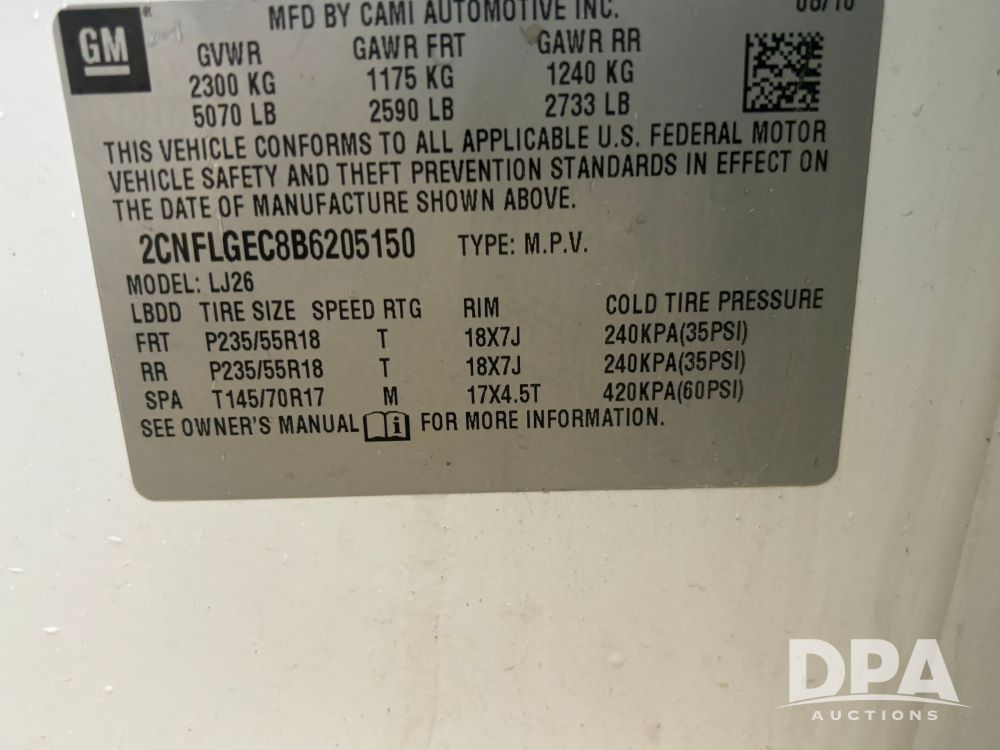 GM
MFD BY CAMI AUTOMOTIVE INC.
GVWR GAWR FRT GAWR RR
2300 KG 1175 KG 1240 KG
5070 LB 2590 LB 2733 LB
THIS VEHICLE CONFORMS TO ALL APPLICABLE U.S. FEDERAL MOTOR
VEHICLE SAFETY AND THEFT PREVENTION STANDARDS IN EFFECT ON
THE DATE OF MANUFACTURE SHOWN ABOVE.
2CNFLGEC8B6205150 TYPE: M.P.V.
MODEL: LJ26
LBDD TIRE SIZE SPEED RTG RIM COLD TIRE PRESSURE
FRT P235/55R18 T 18X7J 240KPA(35PSI)
RR P235/55R18 T 18X7J 240KPA(35PSI)
SPA T145/70R17 M 17X4.5T 420KPA(60PSI)
SEE OWNER'S MANUAL i FOR MORE INFORMATION.
DPA
AUCTIONS